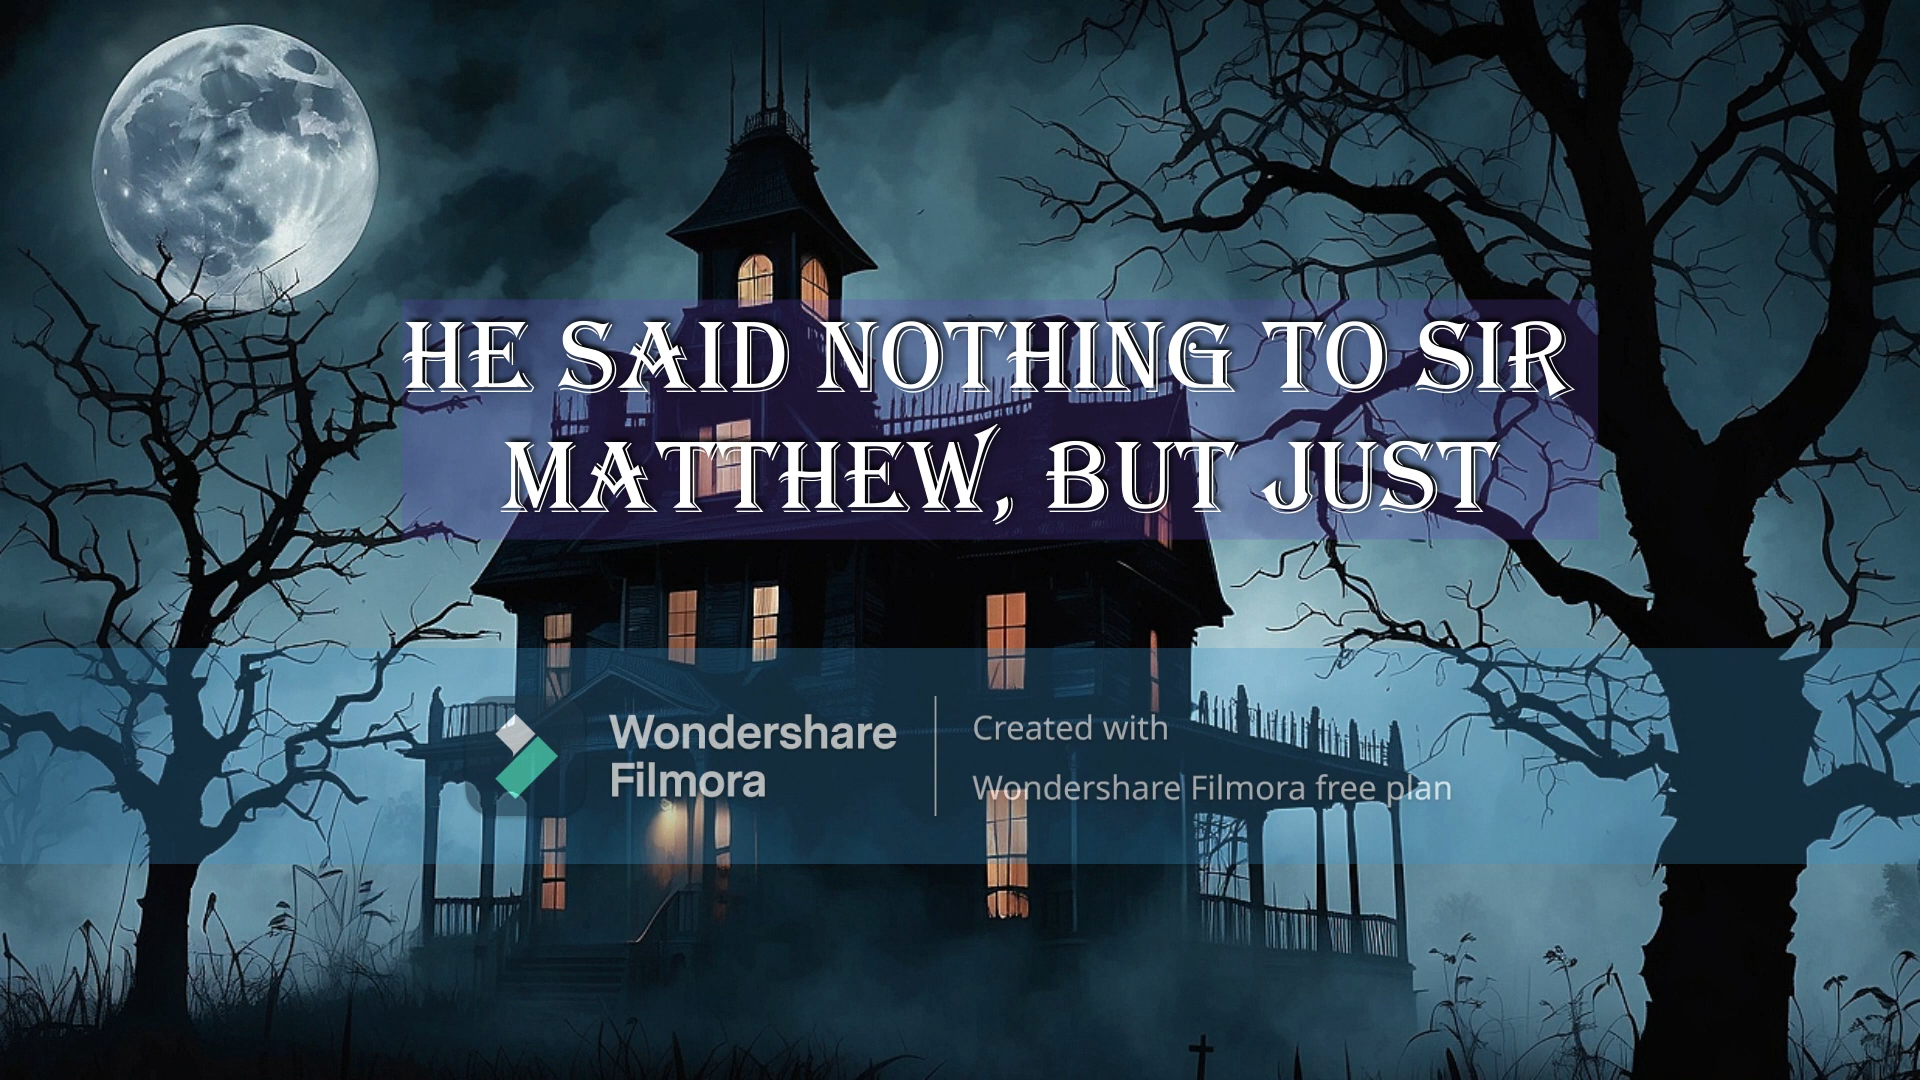 HE SAID NOTHING TO SIR
MATTHEW, BUT JUST
Wondershare
Filmora
Created with
Wondershare Filmora free plan